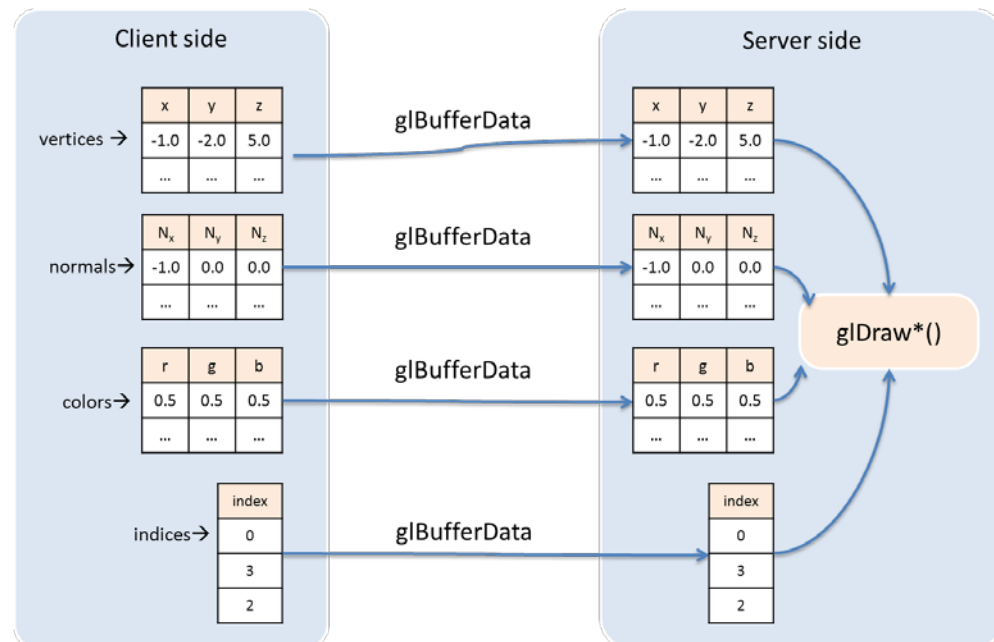 Client side
Server side
x y z
vertices → -1.0 -2.0 5.0
... ... ...
glBufferData
x y z
-1.0 -2.0 5.0
... ... ...
Nx Ny Nz
normals→ -1.0 0.0 0.0
... ... ...
glBufferData
Nx Ny Nz
-1.0 0.0 0.0
... ... ...
glDraw*()
r g b
colors→ 0.5 0.5 0.5
... ... ...
glBufferData
r g b
0.5 0.5 0.5
... ... ...
index
indices→ 0
3
2
glBufferData
index
0
3
2